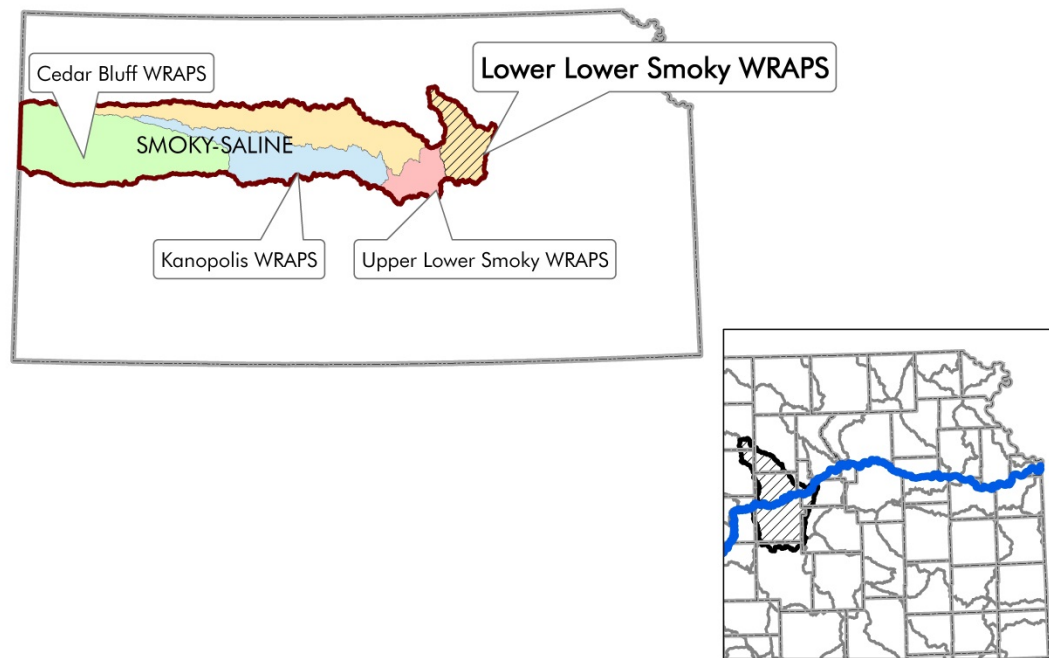 Lower Lower Smoky WRAPS
Cedar Bluff WRAPS
SMOKY-SALINE
Kanopolis WRAPS
Upper Lower Smoky WRAPS